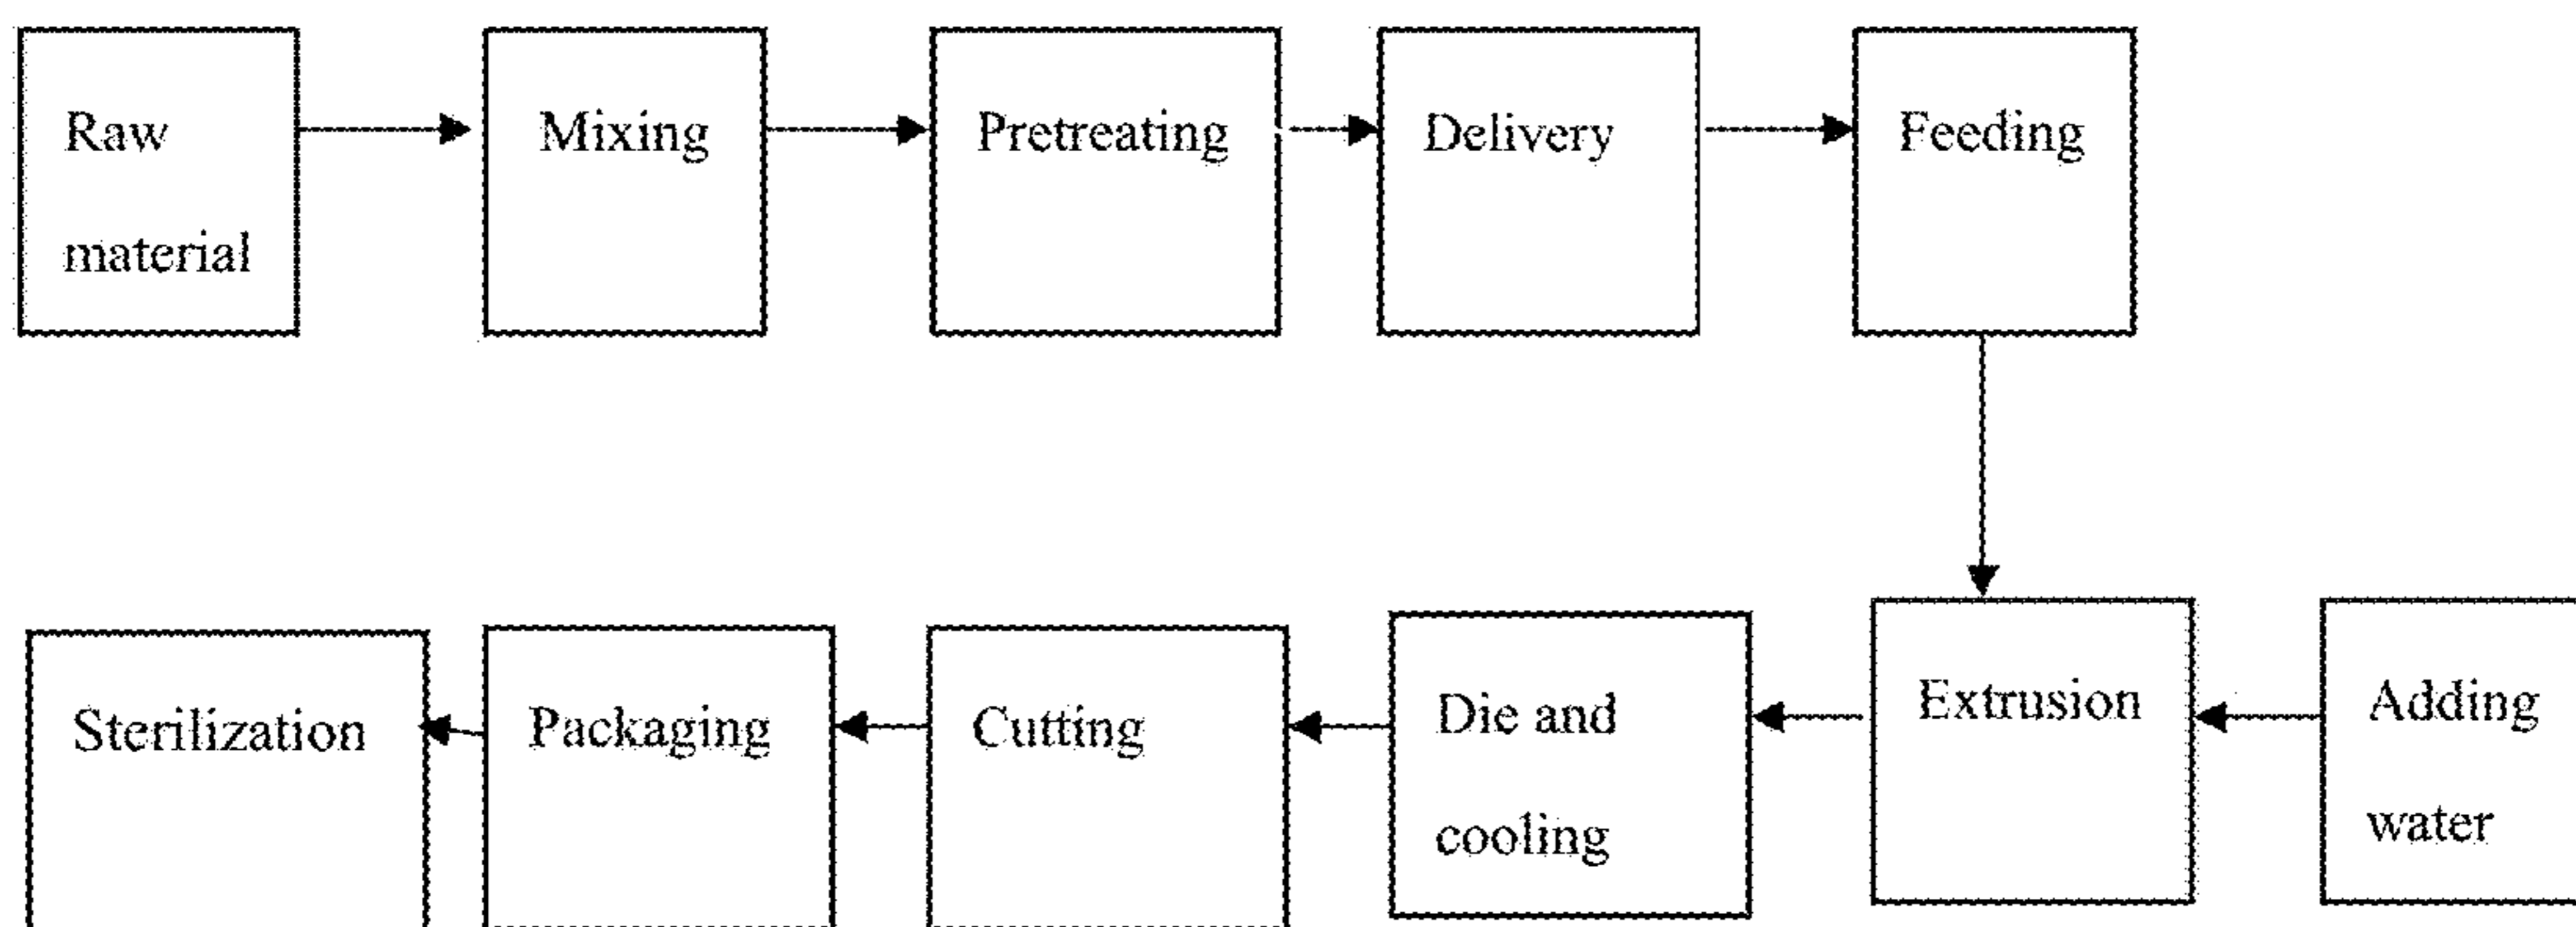 Raw
material
Mixing
Pretreating
Delivery
Feeding
Sterilization
Packaging
Cutting
Die and
cooling
Extrusion
Adding
water